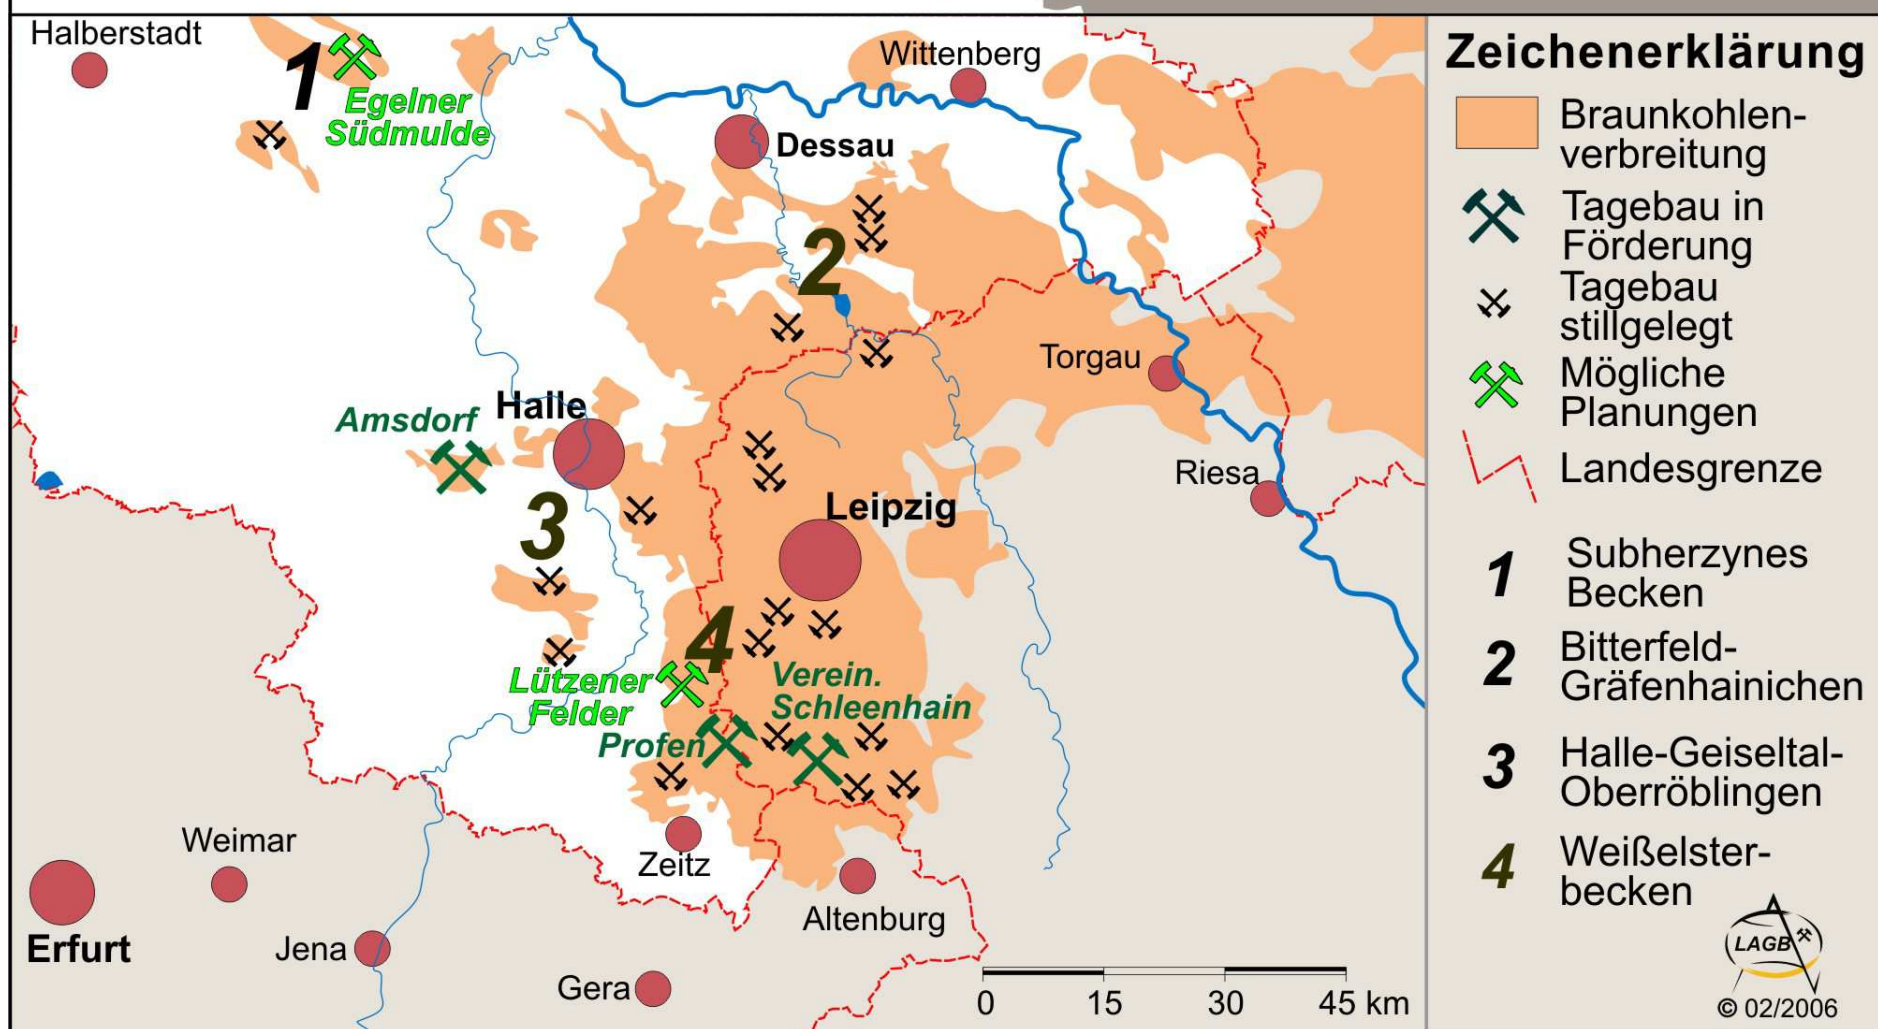 Halberstadt
1
Egelner
Südmulde
Wittenberg
Dessau
2
Torgau
Halle
Amsdorf
Riesa
3
Leipzig
4
Lützener
Felder
Verein.
Schleenhain
Profen
Weimar
Zeitz
Altenburg
Erfurt
Jena
Gera
0 15 30 45 km
Zeichenerklärung
Braunkohlen-
verbreitung
Tagebau in
Förderung
Tagebau
stillgelegt
Mögliche
Planungen
Landesgrenze
1 Subherzynes
Becken
2 Bitterfeld-
Gräfenhainichen
3 Halle-Geiseltal-
Oberröblingen
4 Weißelster-
becken
LAGB
© 02/2006